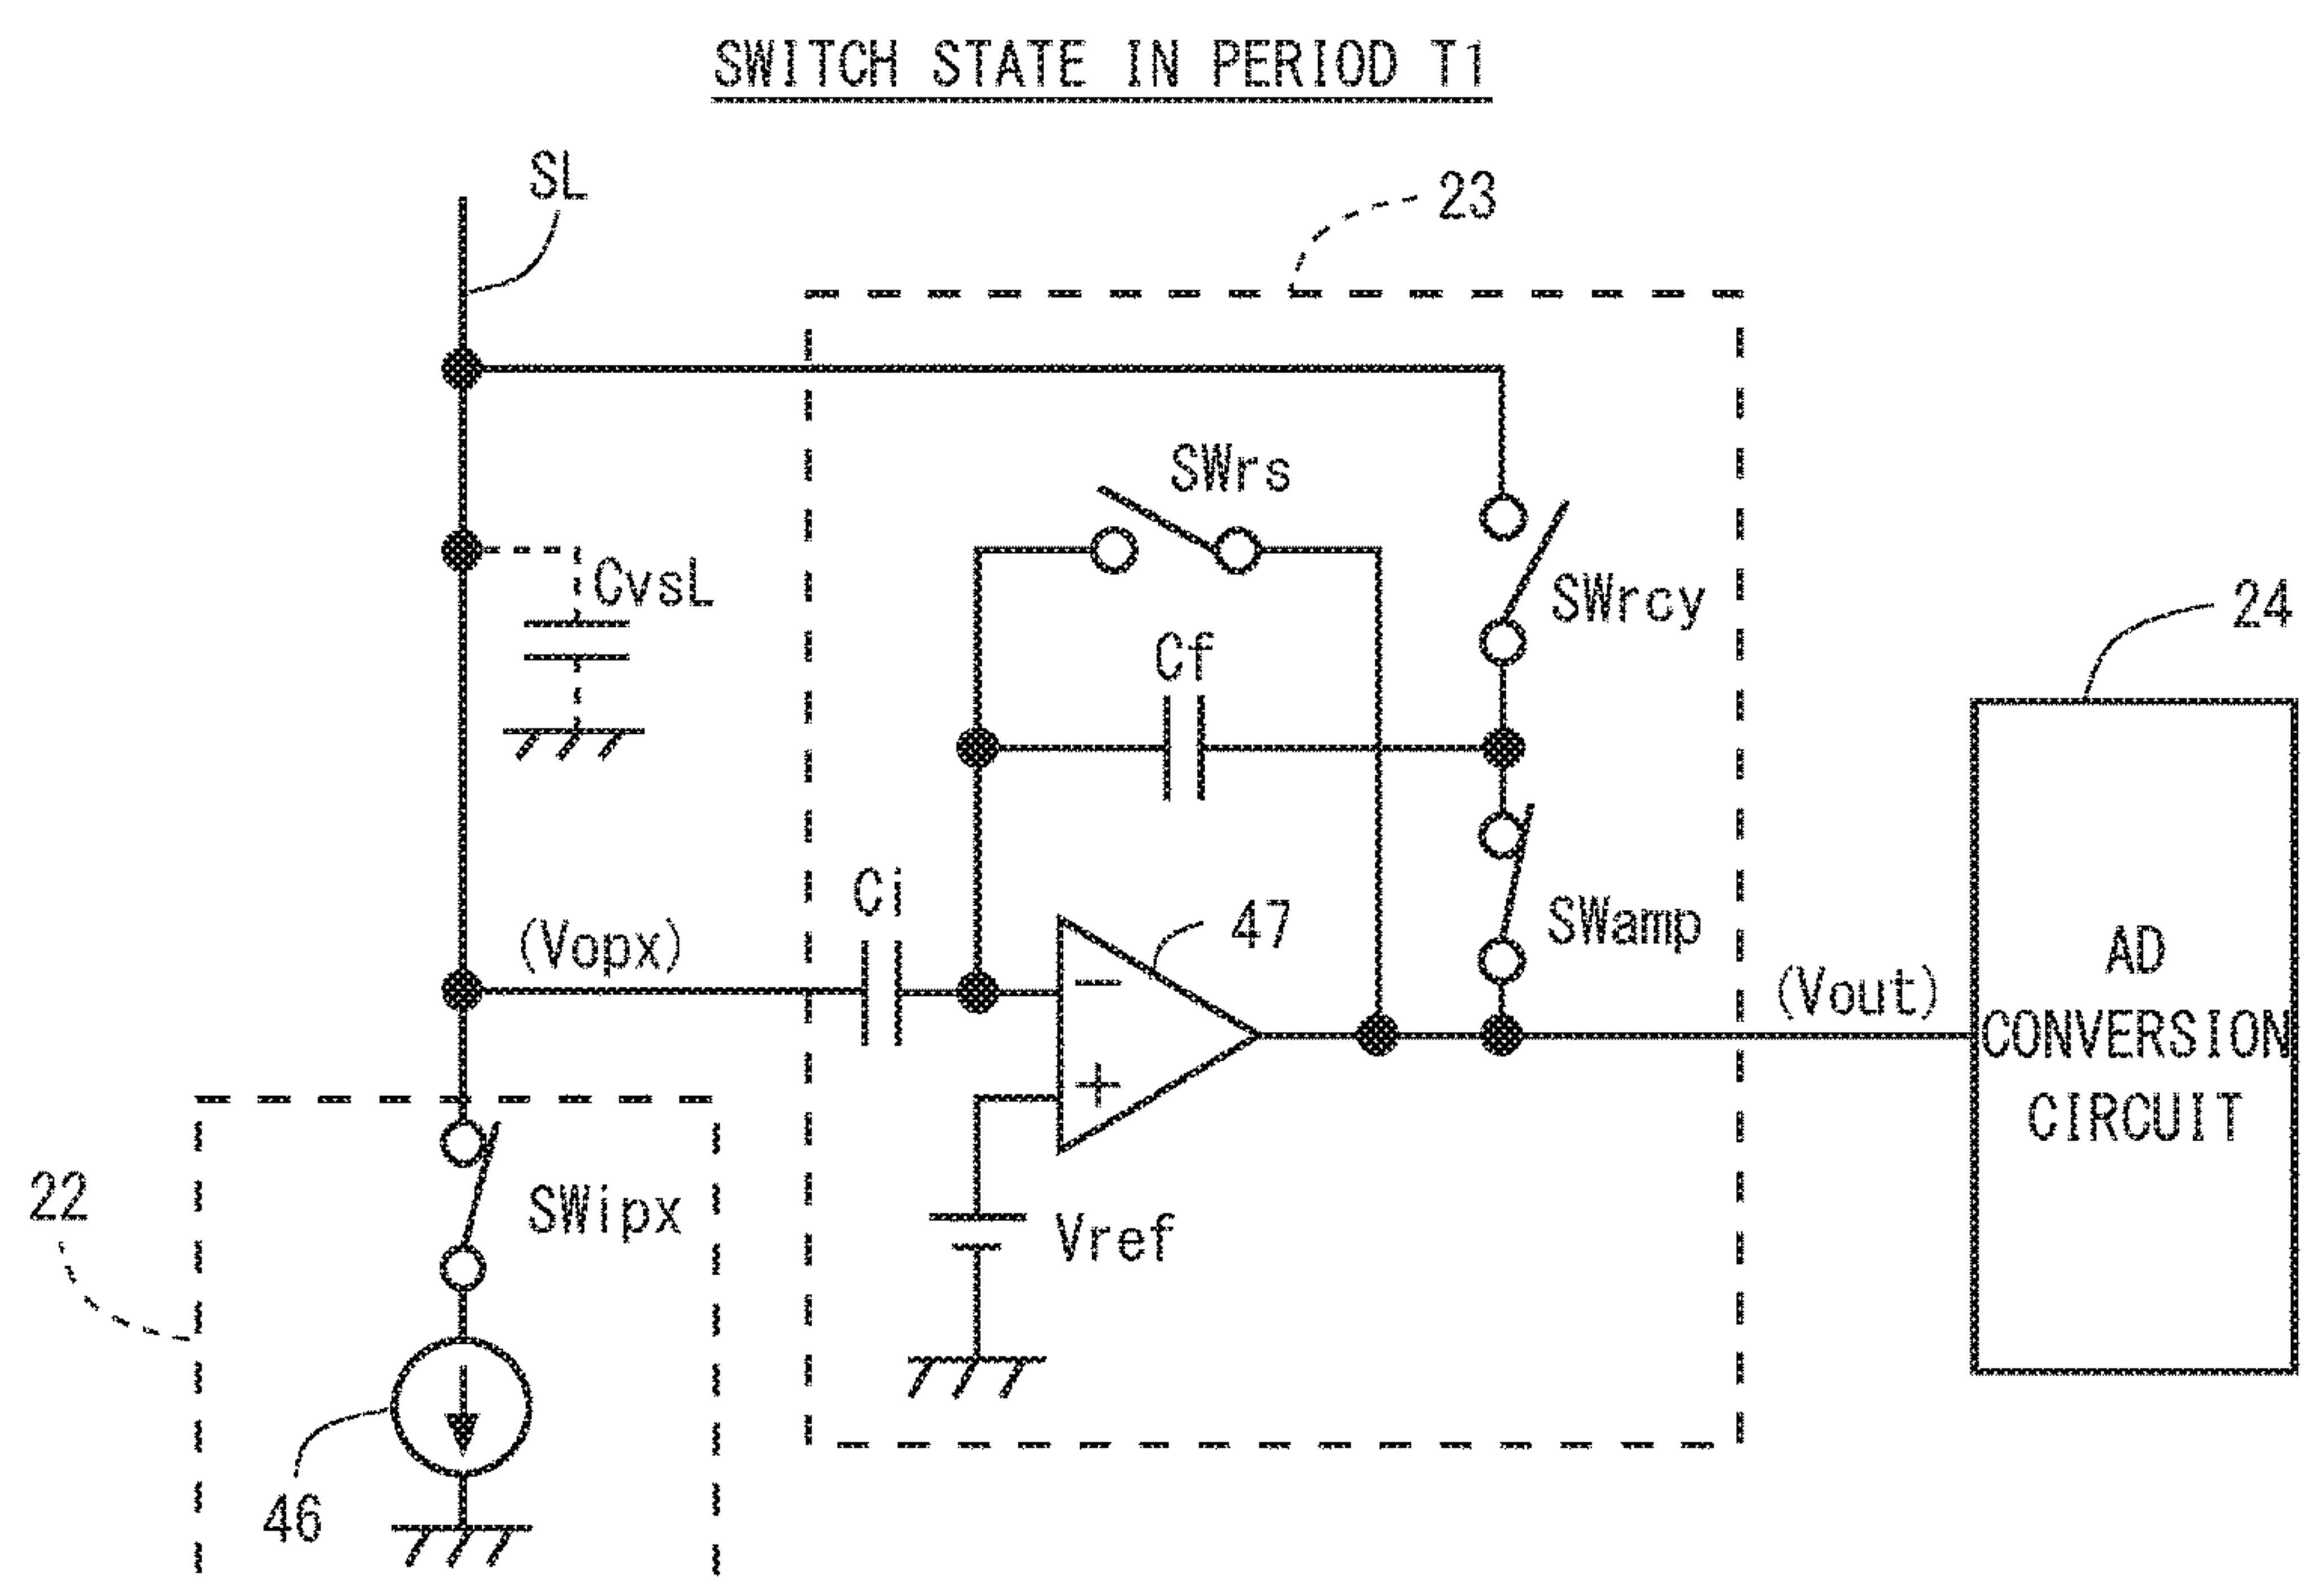 SWITCH STATE IN PERIOD T1
SL
23
SWrs
CvsL
SWrcy
24
Cf
Ci
47
SWamp
(Vopx)
(Vout)
AD
CONVERSION
CIRCUIT
−
+
22
SWipx
Vref
46